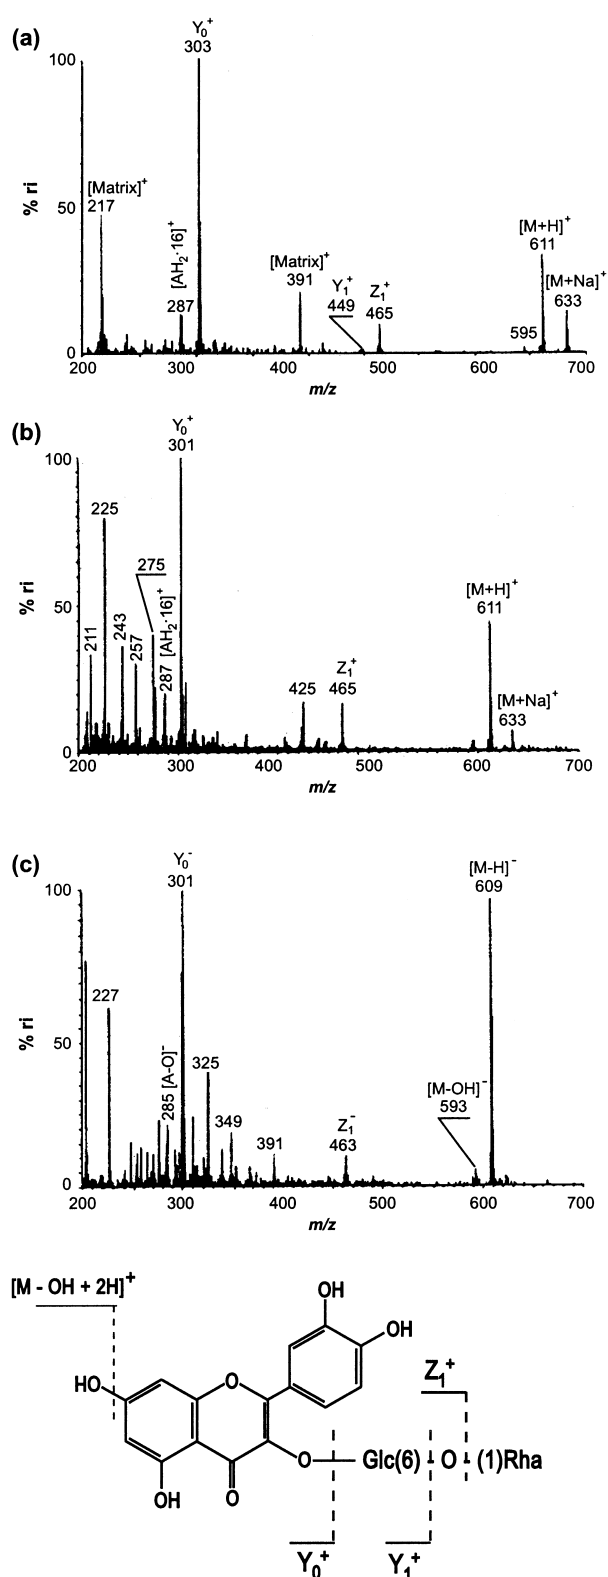 (a)
Y0+
303
100
[Matrix]+
217
50
% ri
[AH2·16]+
287
[Matrix]+
391
Y1+
449
Z1+
465
[M+H]+
611
[M+Na]+
633
595
0
200 300 400 500 600 700
m/z
(b)
Y0+
301
100
225
275
50
% ri
211
243
257
287 [AH2·16]+
425
Z1+
465
[M+H]+
611
[M+Na]+
633
0
200 300 400 500 600 700
m/z
(c)
Y0-
301
[M-H]-
609
100
227
50
% ri
285 [A-O]-
325
349
391
Z1-
463
[M-OH]-
593
0
200 300 400 500 600 700
m/z
[M - OH + 2H]+
OH
OH
HO
O
Z1+
O
Glc(6) - O - (1)Rha
OH
O
Y0+ Y1+